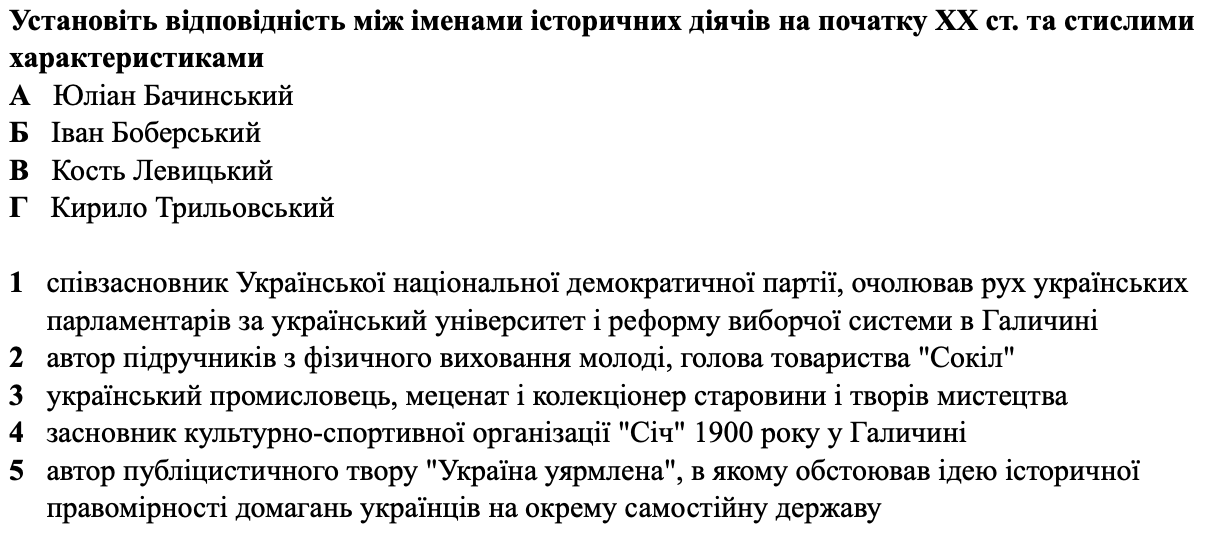 Установіть відповідність між іменами історичних діячів на початку XX ст. та стислими
характеристиками
А Юліан Бачинський
Б Іван Боберський
В Кость Левицький
Г Кирило Трильовський
1 співзасновник Української національної демократичної партії, очолював рух українських
парламентарів за український університет і реформу виборчої системи в Галичині
2 автор підручників з фізичного виховання молоді, голова товариства "Сокіл"
3 український промисловець, меценат і колекціонер старовини і творів мистецтва
4 засновник культурно-спортивної організації "Січ" 1900 року у Галичині
5 автор публіцистичного твору "Україна уярмлена", в якому обстоював ідею історичної
правомірності домагань українців на окрему самостійну державу